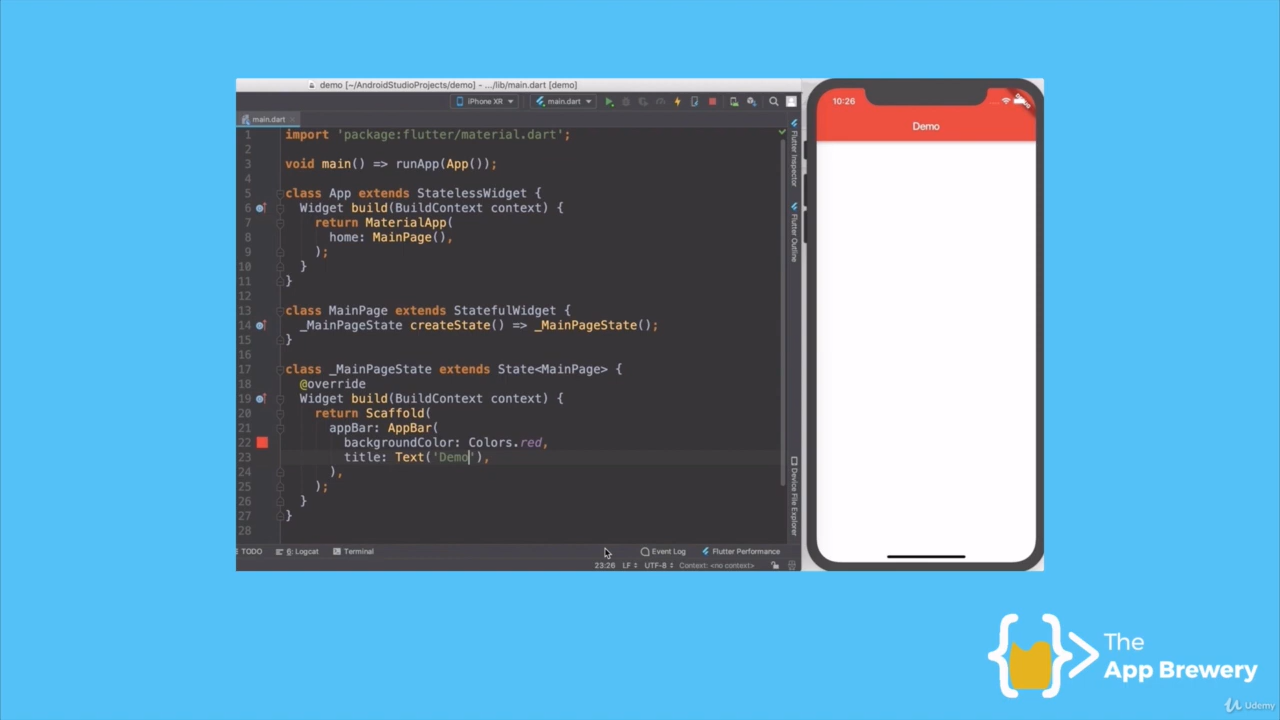 demo [~/AndroidStudioProjects/demo] - .../lib/main.dart [demo]
iPhone XR
main.dart
main.dart
1 import 'package:flutter/material.dart';
2
3 void main() => runApp(App());
4
5 class App extends StatelessWidget {
6 Widget build(BuildContext context) {
7 return MaterialApp(
8 home: MainPage(),
9 );
10 }
11 }
12
13 class MainPage extends StatefulWidget {
14 _MainPageState createState() => _MainPageState();
15 }
16
17 class _MainPageState extends State<MainPage> {
18 @override
19 Widget build(BuildContext context) {
20 return Scaffold(
21 appBar: AppBar(
22 backgroundColor: Colors.red,
23 title: Text('Demo'),
24 ),
25 );
26 }
27 }
28
Flutter Inspector
Flutter Outline
Device File Explorer
TODO
6: Logcat
Terminal
Event Log
Flutter Performance
23:26 LF UTF-8 Context: <no context>
10:26
Demo
The
App Brewery
Udemy